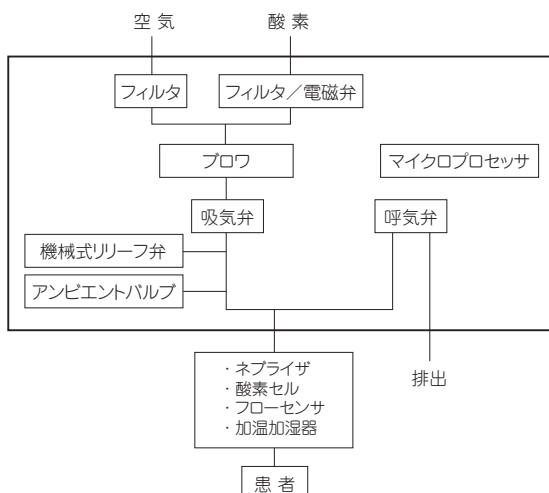 空 気
酸 素
フィルタ
フィルタ／電磁弁
ブロワ
マイクロプロセッサ
吸気弁
呼気弁
機械式リリーフ弁
アンビエントバルブ
・ネブライザ
・酸素セル
・フローセンサ
・加温加湿器
排出
患 者